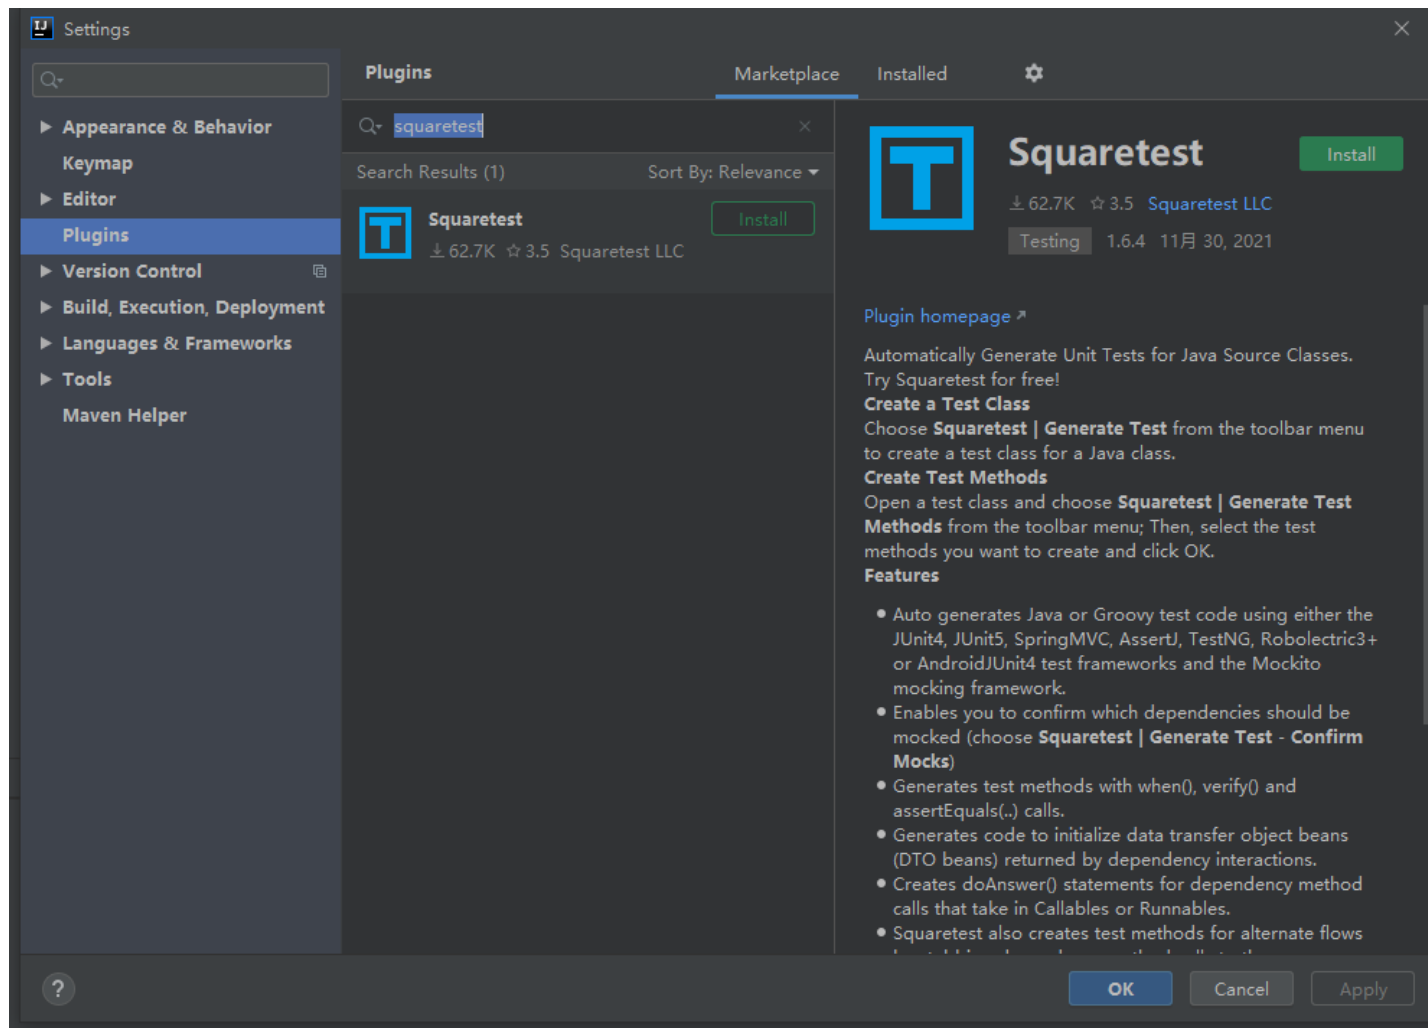 Settings
Appearance & Behavior
Keymap
Editor
Plugins
Version Control
Build, Execution, Deployment
Languages & Frameworks
Tools
Maven Helper
Plugins
Marketplace
Installed
squaretest
Search Results (1)
Sort By: Relevance
Squaretest
Install
62.7K 3.5 Squaretest LLC
Squaretest
Install
62.7K 3.5 Squaretest LLC
Testing 1.6.4 11月 30, 2021
Plugin homepage
Automatically Generate Unit Tests for Java Source Classes.
Try Squaretest for free!
Create a Test Class
Choose Squaretest | Generate Test from the toolbar menu
to create a test class for a Java class.
Create Test Methods
Open a test class and choose Squaretest | Generate Test
Methods from the toolbar menu; Then, select the test
methods you want to create and click OK.
Features
Auto generates Java or Groovy test code using either the
JUnit4, JUnit5, SpringMVC, AssertJ, TestNG, Robolectric3+
or AndroidJUnit4 test frameworks and the Mockito
mocking framework.
Enables you to confirm which dependencies should be
mocked (choose Squaretest | Generate Test - Confirm
Mocks)
Generates test methods with when(), verify() and
assertEquals(..) calls.
Generates code to initialize data transfer object beans
(DTO beans) returned by dependency interactions.
Creates doAnswer() statements for dependency method
calls that take in Callables or Runnables.
Squaretest also creates test methods for alternate flows
?
OK
Cancel
Apply